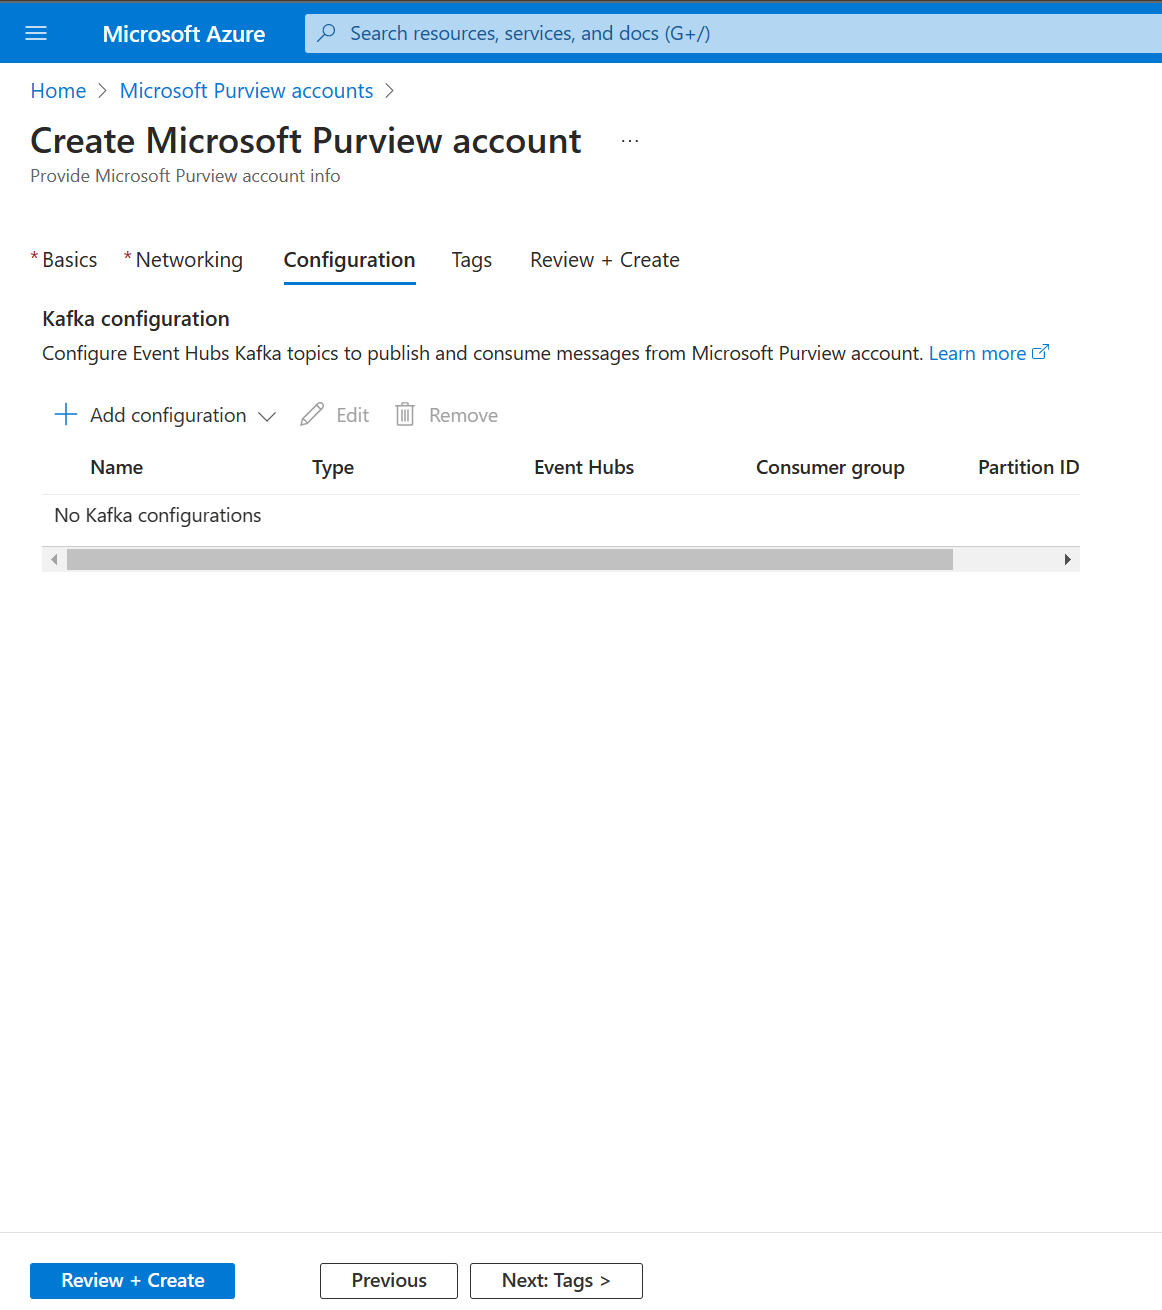 Microsoft Azure
Search resources, services, and docs (G+/)
Home > Microsoft Purview accounts >
Create Microsoft Purview account ...
Provide Microsoft Purview account info
* Basics * Networking Configuration Tags Review + Create
Kafka configuration
Configure Event Hubs Kafka topics to publish and consume messages from Microsoft Purview account. Learn more
Add configuration Edit Remove
Name Type Event Hubs Consumer group Partition ID
No Kafka configurations
Review + Create Previous Next: Tags >